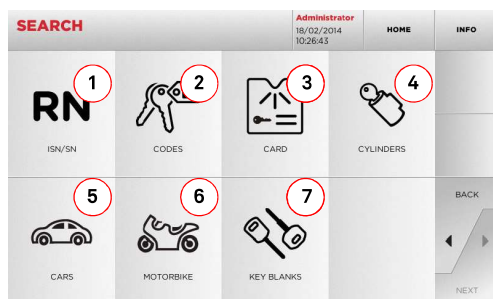 SEARCH
Administrator
18/02/2014
10:26:43
HOME
INFO
1
2
3
4
RN
ISN/SN
CODES
CARD
CYLINDERS
5
6
7
BACK
CARS
MOTORBIKE
KEY BLANKS
NEXT